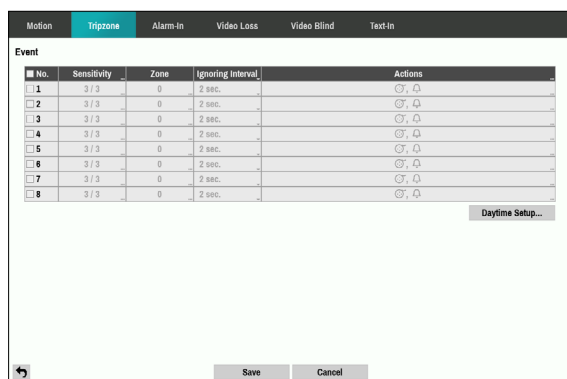 Motion Tripzone Alarm-In Video Loss Video Blind Text-In
Event
No. Sensitivity Zone Ignoring Interval Actions
1 3 / 3 0 2 sec.
2 3 / 3 0 2 sec.
3 3 / 3 0 2 sec.
4 3 / 3 0 2 sec.
5 3 / 3 0 2 sec.
6 3 / 3 0 2 sec.
7 3 / 3 0 2 sec.
8 3 / 3 0 2 sec.
Daytime Setup...
Save Cancel